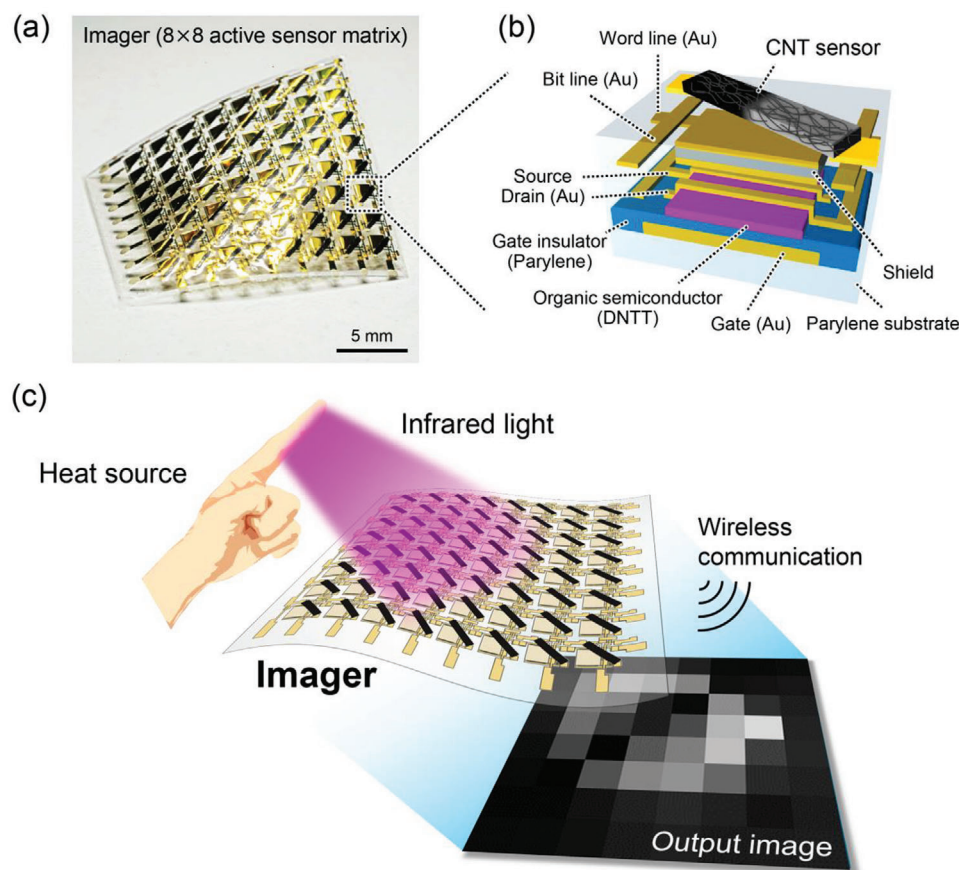 (a)
Imager (8×8 active sensor matrix)
5 mm
(b)
Word line (Au)
CNT sensor
Bit line (Au)
Source
Drain (Au)
Gate insulator
(Parylene)
Organic semiconductor
(DNTT)
Gate (Au)
Shield
Parylene substrate
(c)
Infrared light
Heat source
Wireless
communication
Imager
Output image